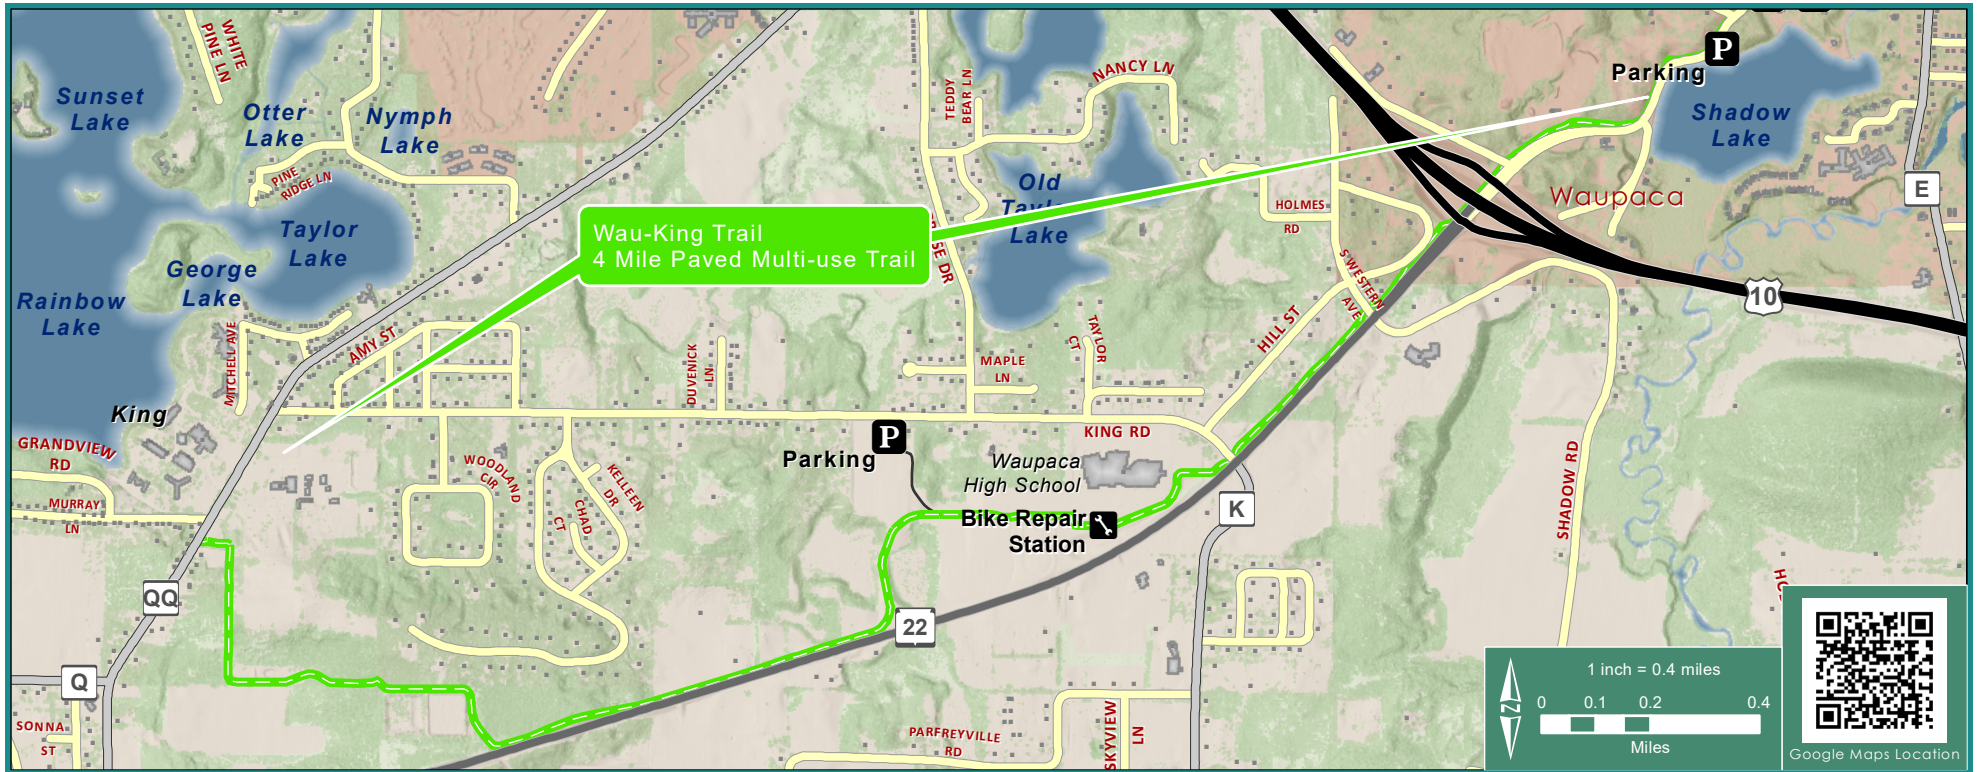 WHITE
PINE LN
Sunset
Lake
Otter
Lake
Nymph
Lake
PINE
RIDGE LN
Taylor
Lake
George
Lake
Rainbow
Lake
MITCHELL AVE
AMY ST
King
GRANDVIEW
RD
MURRAY
LN
QQ
Q
SONNA
ST
Wau-King Trail
4 Mile Paved Multi-use Trail
TEDDY
BEAR LN
NANCY LN
Old
Taylor
Lake
SE DR
DUVENICK
LN
MAPLE
LN
TAYLOR
CT
HILL ST
HOLMES
RD
S WESTERN
AVE
KING RD
P
Parking
Waupaca
High School
Bike Repair
Station
WOODLAND
CIR
KELLEEN
DR
CHAD
CT
22
K
PARFREYVILLE
RD
SKYVIEW
LN
P
Parking
Shadow
Lake
Waupaca
E
10
SHADOW RD
1 inch = 0.4 miles
0 0.1 0.2 0.4
Miles
N
Google Maps Location